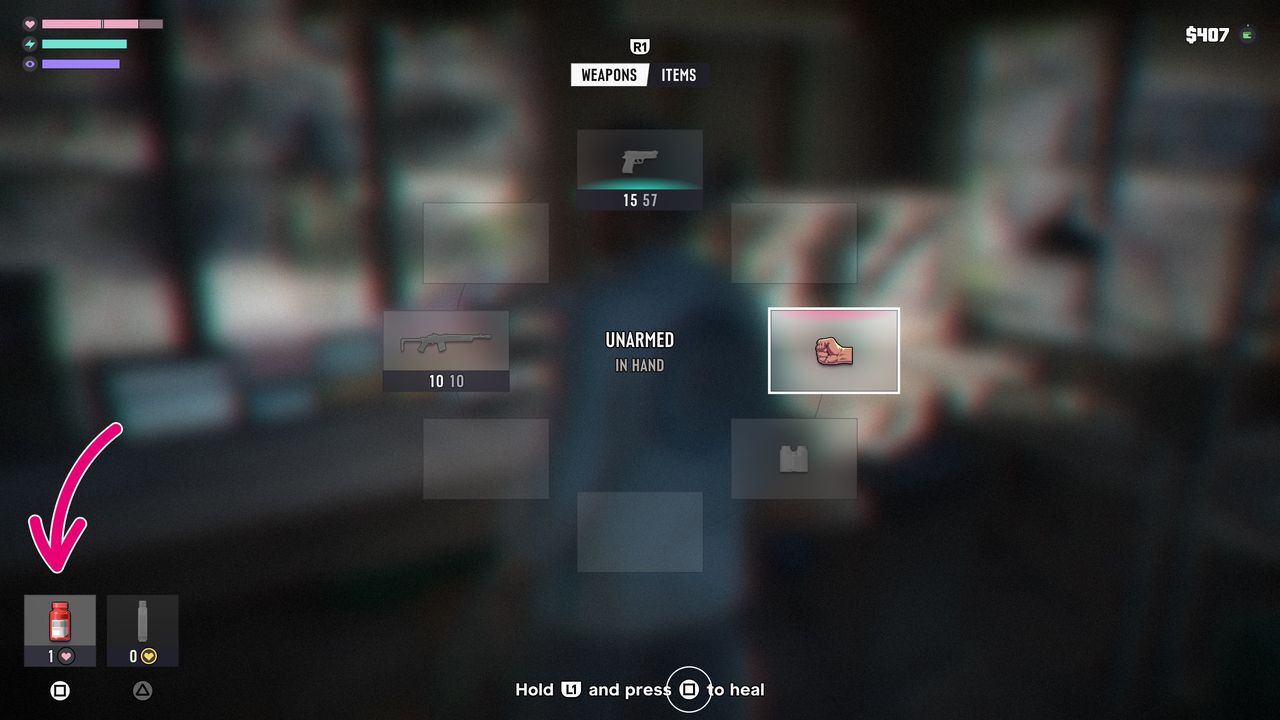 $407
R1
WEAPONS ITEMS
15 57
UNARMED
IN HAND
10 10
1 0
Hold L1 and press to heal